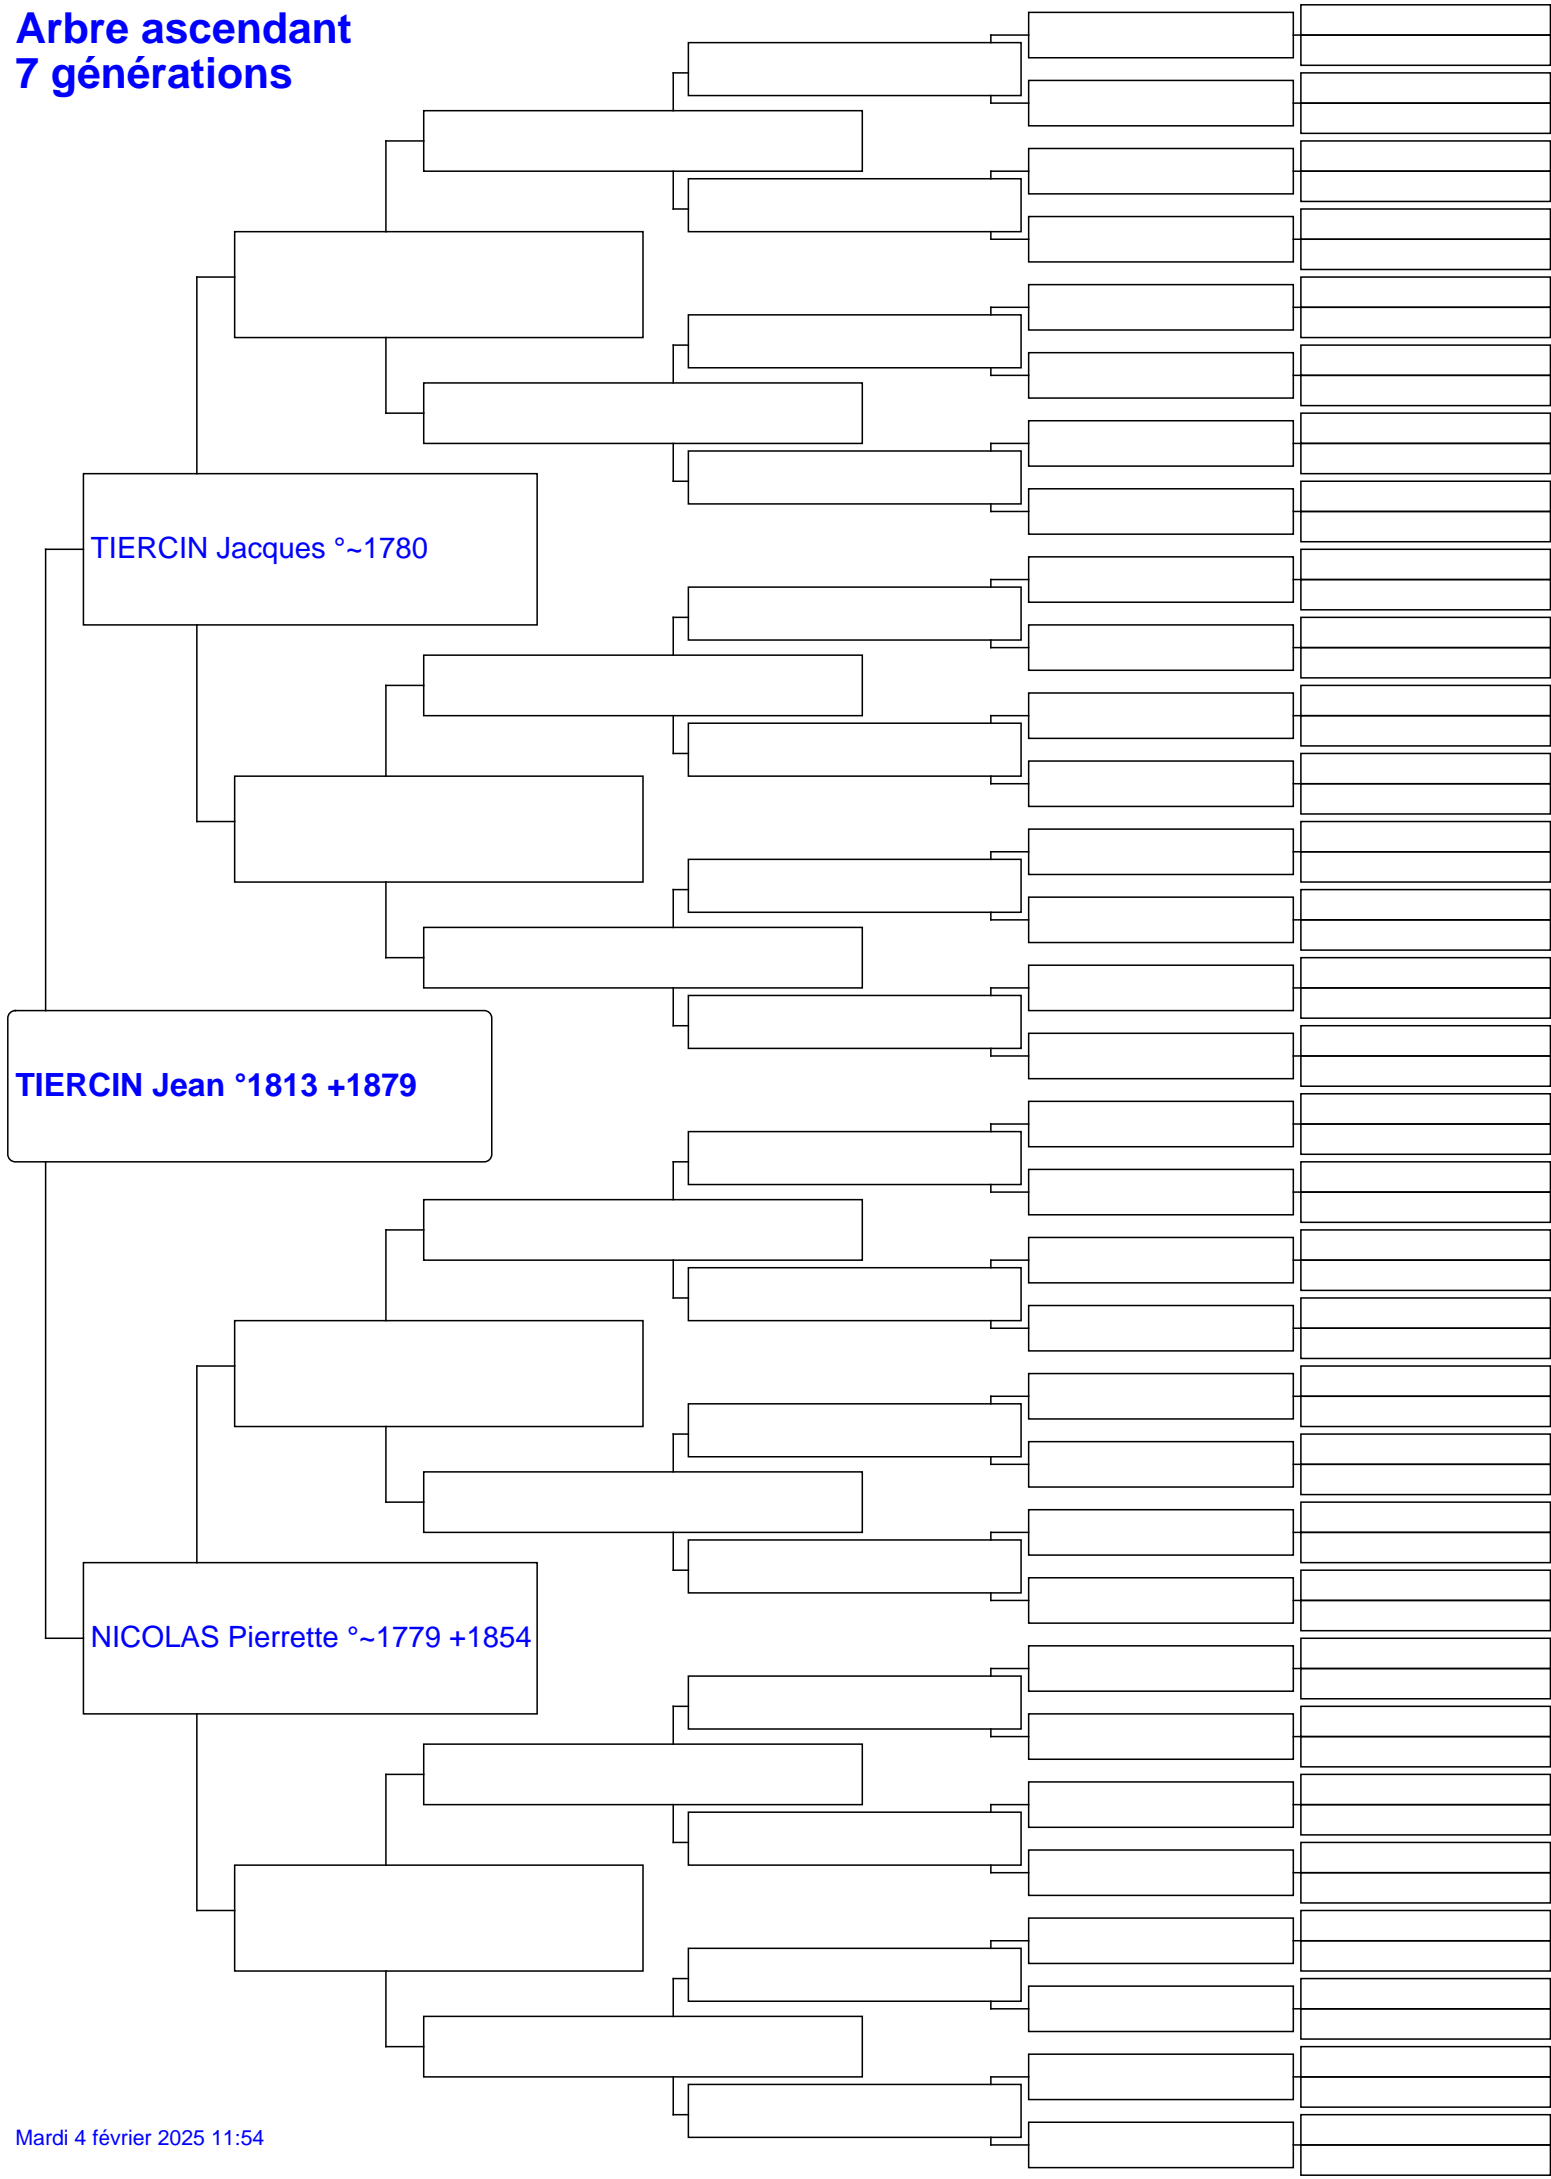 Arbre ascendant
7 générations
TIERCIN Jacques °~1780
TIERCIN Jean °1813 +1879
NICOLAS Pierrette °~1779 +1854
Mardi 4 février 2025 11:54